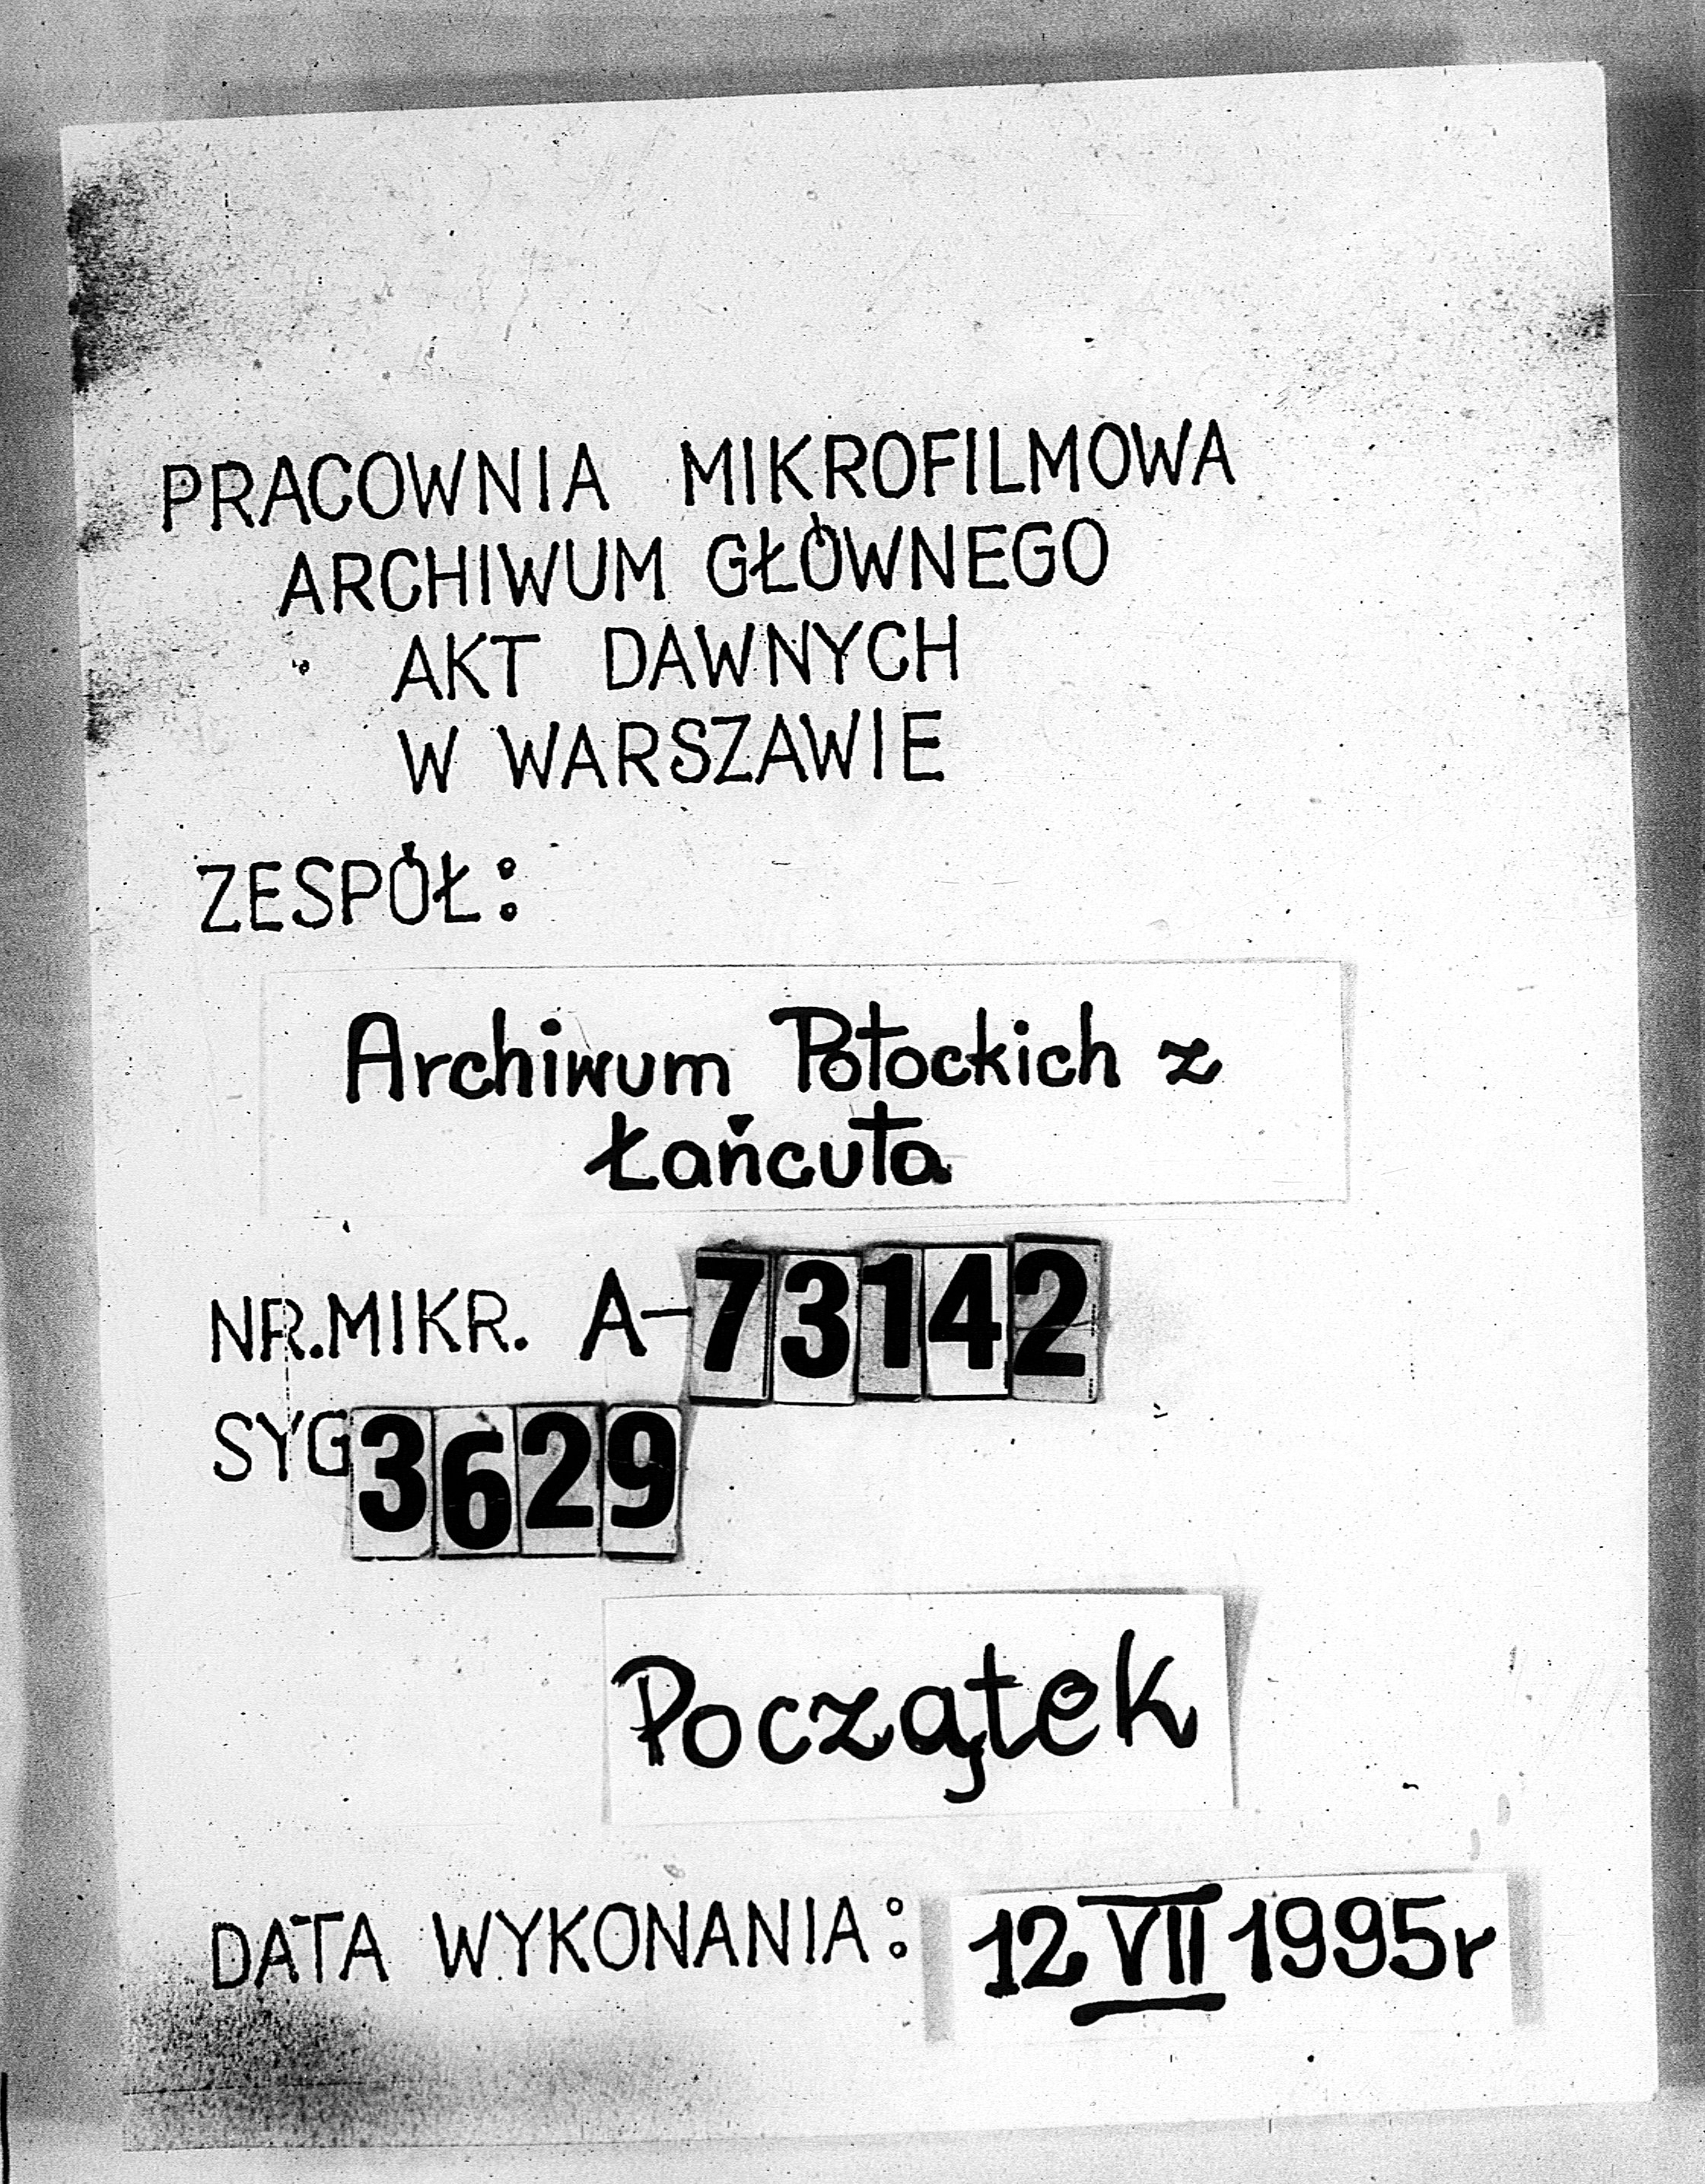 PRACOWNIA MIKROFILMOWA
ARCHIWUM GŁÓWNEGO
AKT DAWNYCH
W WARSZAWIE
ZESPÓŁ:
Archiwum Potockich z
Łańcuta
NR.MIKR. A-73142
SYG 3629
Początek
DATA WYKONANIA: 12 VII 1995r